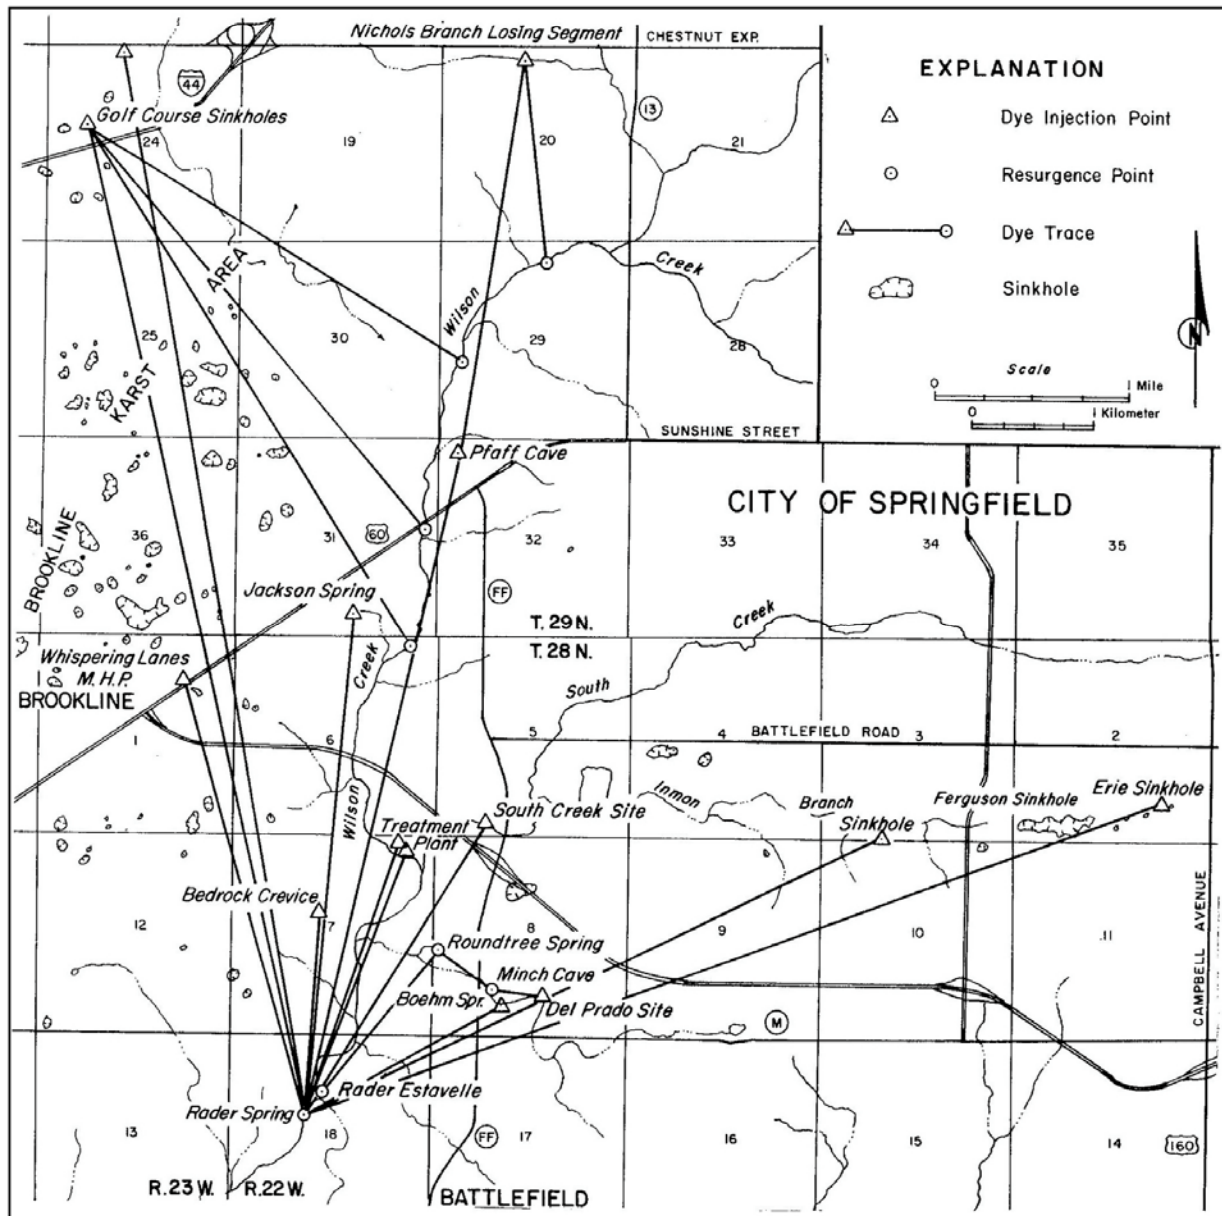 Nichols Branch Losing Segment
CHESTNUT EXP.
44
13
Golf Course Sinkholes
24
19
20
21
EXPLANATION
Dye Injection Point
Resurgence Point
Dye Trace
Sinkhole
N
Scale
0
1 Mile
0
1 Kilometer
KARST
AREA
Wilson
Creek
25
30
29
28
SUNSHINE STREET
Pfaff Cave
CITY OF SPRINGFIELD
BROOKLINE
36
31
60
32
33
34
35
Jackson Spring
FF
T. 29 N.
T. 28 N.
Creek
South
Whispering Lanes
M.H.P.
BROOKLINE
Creek
1
6
5
4
BATTLEFIELD ROAD
3
2
Wilson
Inmon
Branch
South Creek Site
Treatment
Plant
Sinkhole
Ferguson Sinkhole
Erie Sinkhole
Bedrock Crevice
12
7
8
9
10
11
CAMPBELL AVENUE
Roundtree Spring
Minch Cave
Boehm Spr.
Del Prado Site
M
Rader Estavelle
Rader Spring
13
18
FF
17
16
15
14
160
R. 23 W.
R. 22 W.
BATTLEFIELD